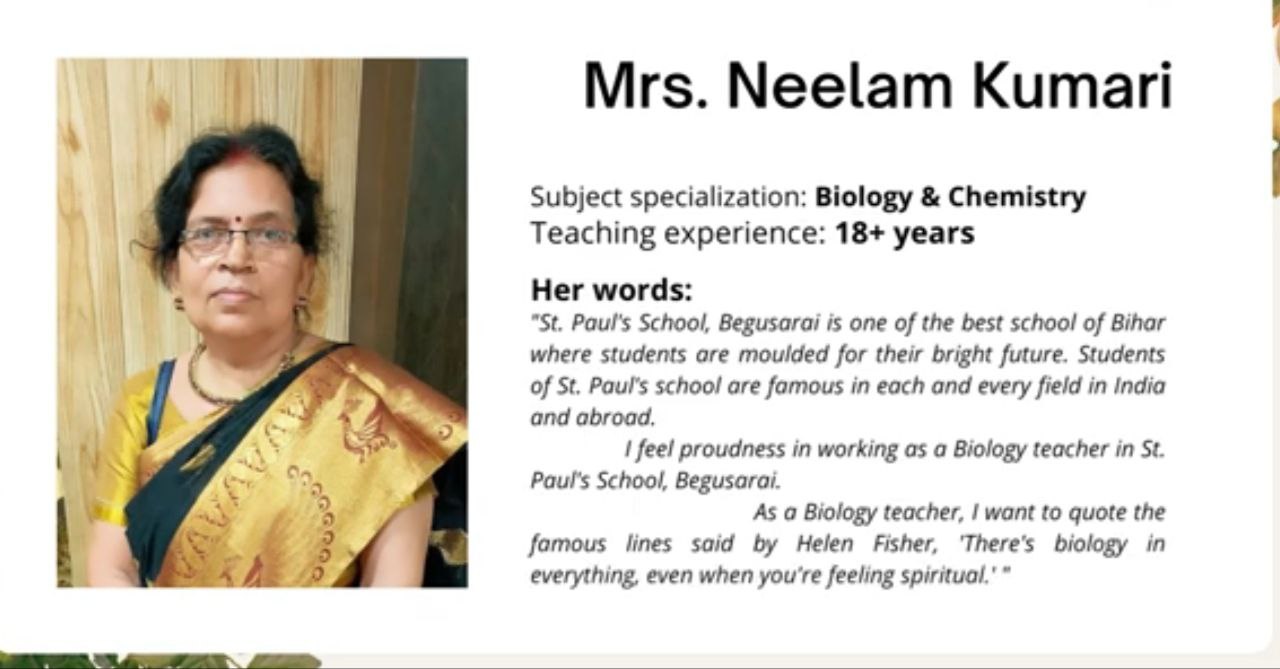 Mrs. Neelam Kumari
Subject specialization: Biology & Chemistry
Teaching experience: 18+ years
Her words:
"St. Paul's School, Begusarai is one of the best school of Bihar
where students are moulded for their bright future. Students
of St. Paul's school are famous in each and every field in India
and abroad.
I feel proudness in working as a Biology teacher in St.
Paul's School, Begusarai.
As a Biology teacher, I want to quote the
famous lines said by Helen Fisher, 'There's biology in
everything, even when you're feeling spiritual.' "